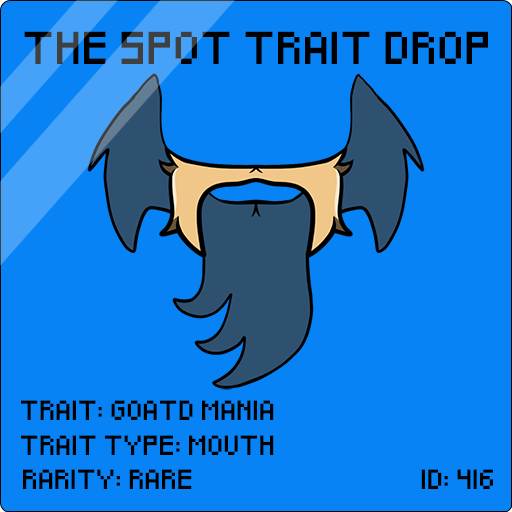 THE SPOT TRAIT DROP
TRAIT: GOATD MANIA
TRAIT TYPE: MOUTH
RARITY: RARE
ID: 416